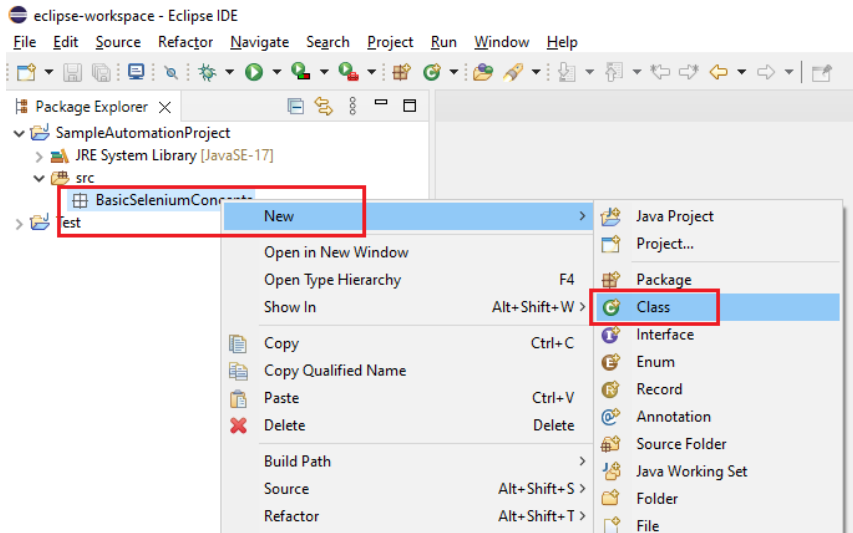 eclipse-workspace - Eclipse IDE
File Edit Source Refactor Navigate Search Project Run Window Help
Package Explorer
SampleAutomationProject
JRE System Library [JavaSE-17]
src
BasicSeleniumConcepts
Test
New
Open in New Window
Open Type Hierarchy F4
Show In Alt+Shift+W >
Copy Ctrl+C
Copy Qualified Name
Paste Ctrl+V
Delete Delete
Build Path
Source Alt+Shift+S >
Refactor Alt+Shift+T >
Java Project
Project...
Package
Class
Interface
Enum
Record
Annotation
Source Folder
Java Working Set
Folder
File